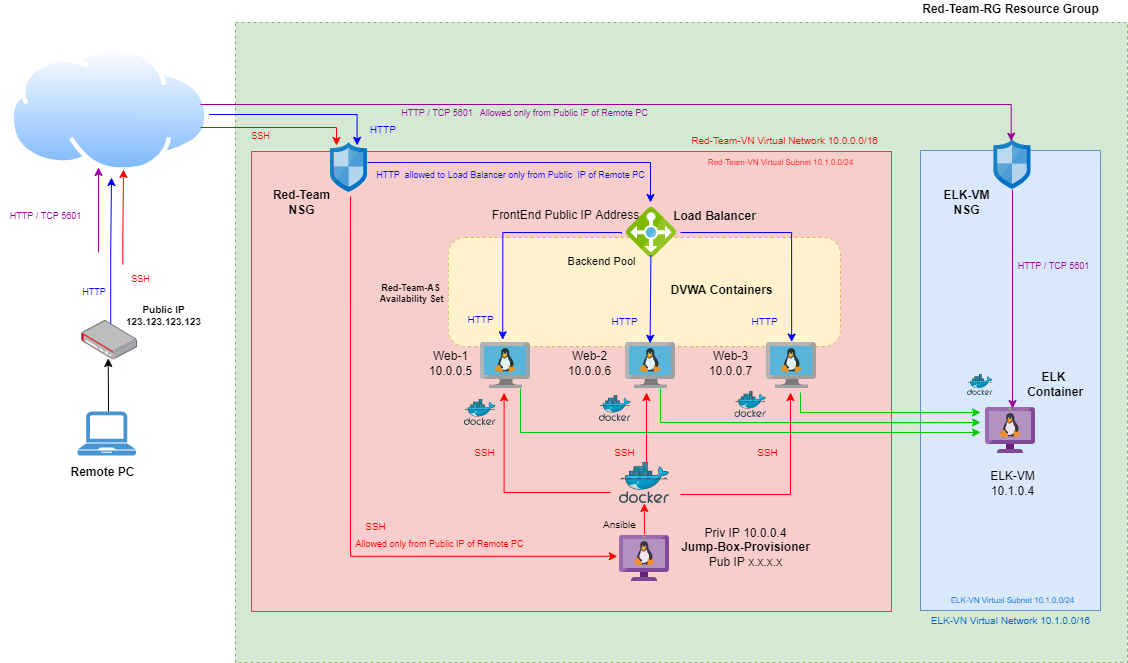 Red-Team-RG Resource Group
HTTP / TCP 5601 Allowed only from Public IP of Remote PC
HTTP
SSH
Red-Team-VN Virtual Network 10.0.0.0/16
Red-Team-VN Virtual Subnet 10.1.0.0/24
HTTP allowed to Load Balancer only from Public IP of Remote PC
Red-Team
NSG
ELK-VM
NSG
FrontEnd Public IP Address
Load Balancer
HTTP / TCP 5601
Backend Pool
HTTP / TCP 5601
SSH
HTTP
Red-Team-AS
Availability Set
DVWA Containers
Public IP
123.123.123.123
HTTP
HTTP
HTTP
Web-1
10.0.0.5
Web-2
10.0.0.6
Web-3
10.0.0.7
docker
docker
docker
docker
ELK
Container
Remote PC
SSH
SSH
SSH
docker
ELK-VM
10.1.0.4
SSH
Ansible
Allowed only from Public IP of Remote PC
Priv IP 10.0.0.4
Jump-Box-Provisioner
Pub IP x.x.x.x
ELK-VN Virtual Subnet 10.1.0.0/24
ELK-VN Virtual Network 10.1.0.0/16